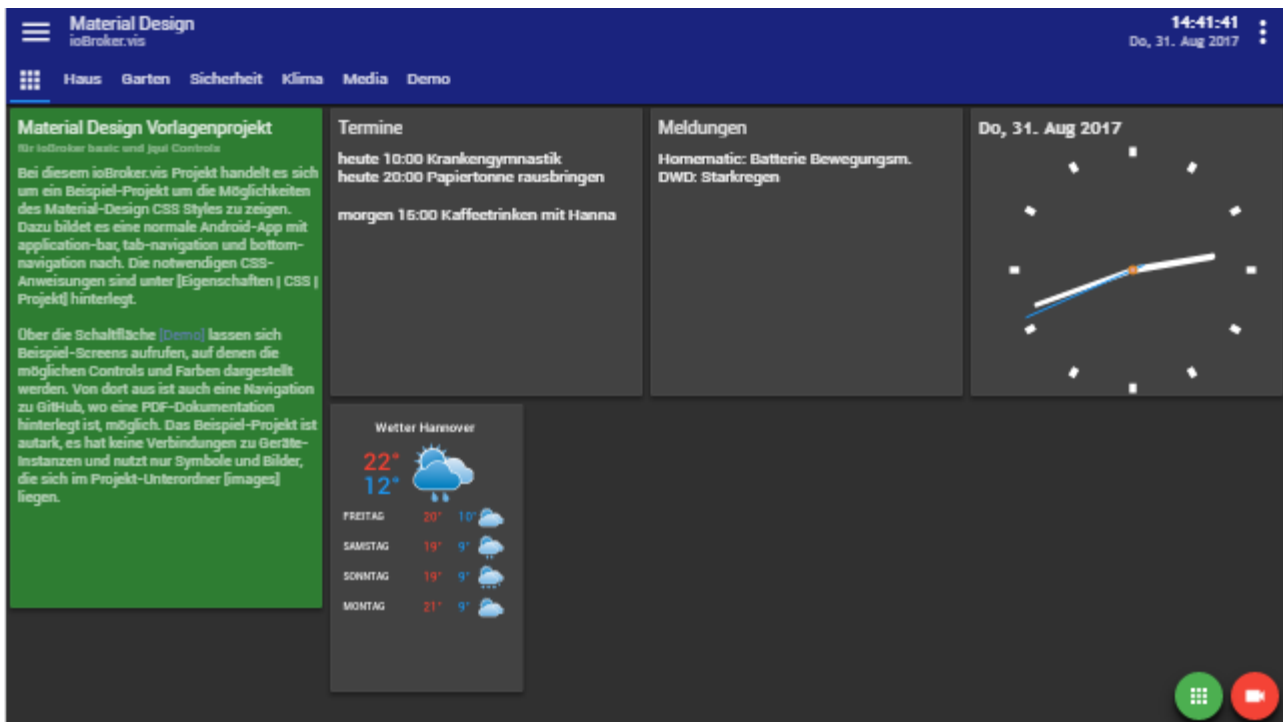 Material Design
ioBroker.vis
14:41:41
Do, 31. Aug 2017
Haus Garten Sicherheit Klima Media Demo
Material Design Vorlagenprojekt
für ioBroker basic und jqui Controls
Bei diesem ioBroker.vis Projekt handelt es sich
um ein Beispiel-Projekt um die Möglichkeiten
des Material-Design CSS Styles zu zeigen.
Dazu bildet es eine normale Android-App mit
application-bar, tab-navigation und bottom-
navigation nach. Die notwendigen CSS-
Anweisungen sind unter [Eigenschaften | CSS |
Projekt] hinterlegt.
Über die Schaltfläche [Demo] lassen sich
Beispiel-Screens aufrufen, auf denen die
möglichen Controls und Farben dargestellt
werden. Von dort aus ist auch eine Navigation
zu GitHub, wo eine PDF-Dokumentation
hinterlegt ist, möglich. Das Beispiel-Projekt ist
autark, es hat keine Verbindungen zu Geräte-
Instanzen und nutzt nur Symbole und Bilder,
die sich im Projekt-Unterordner [images]
liegen.
Termine
heute 10:00 Krankengymnastik
heute 20:00 Papiertonne rausbringen
morgen 15:00 Kaffeetrinken mit Hanna
Meldungen
Homematic: Batterie Bewegungsm.
DWD: Starkregen
Do, 31. Aug 2017
Wetter Hannover
22°
12°
FREITAG 20° 10°
SAMSTAG 19° 9°
SONNTAG 19° 9°
MONTAG 21° 9°